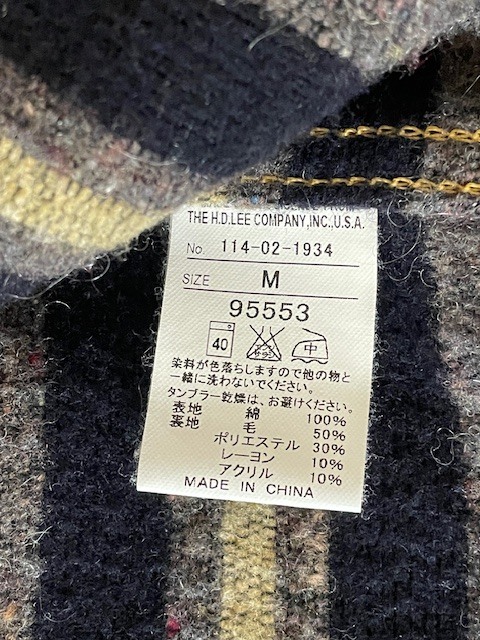 THE H.D.LEE COMPANY,INC.,U.S.A.
No 114-02-1934
SIZE M
95553
40 中
染料が色落ちしますので他の物と
一緒に洗わないでください。
タンブラー乾燥は、お避けください。
表地 綿 100%
裏地 毛 50%
ポリエステル 30%
レーヨン 10%
アクリル 10%
MADE IN CHINA